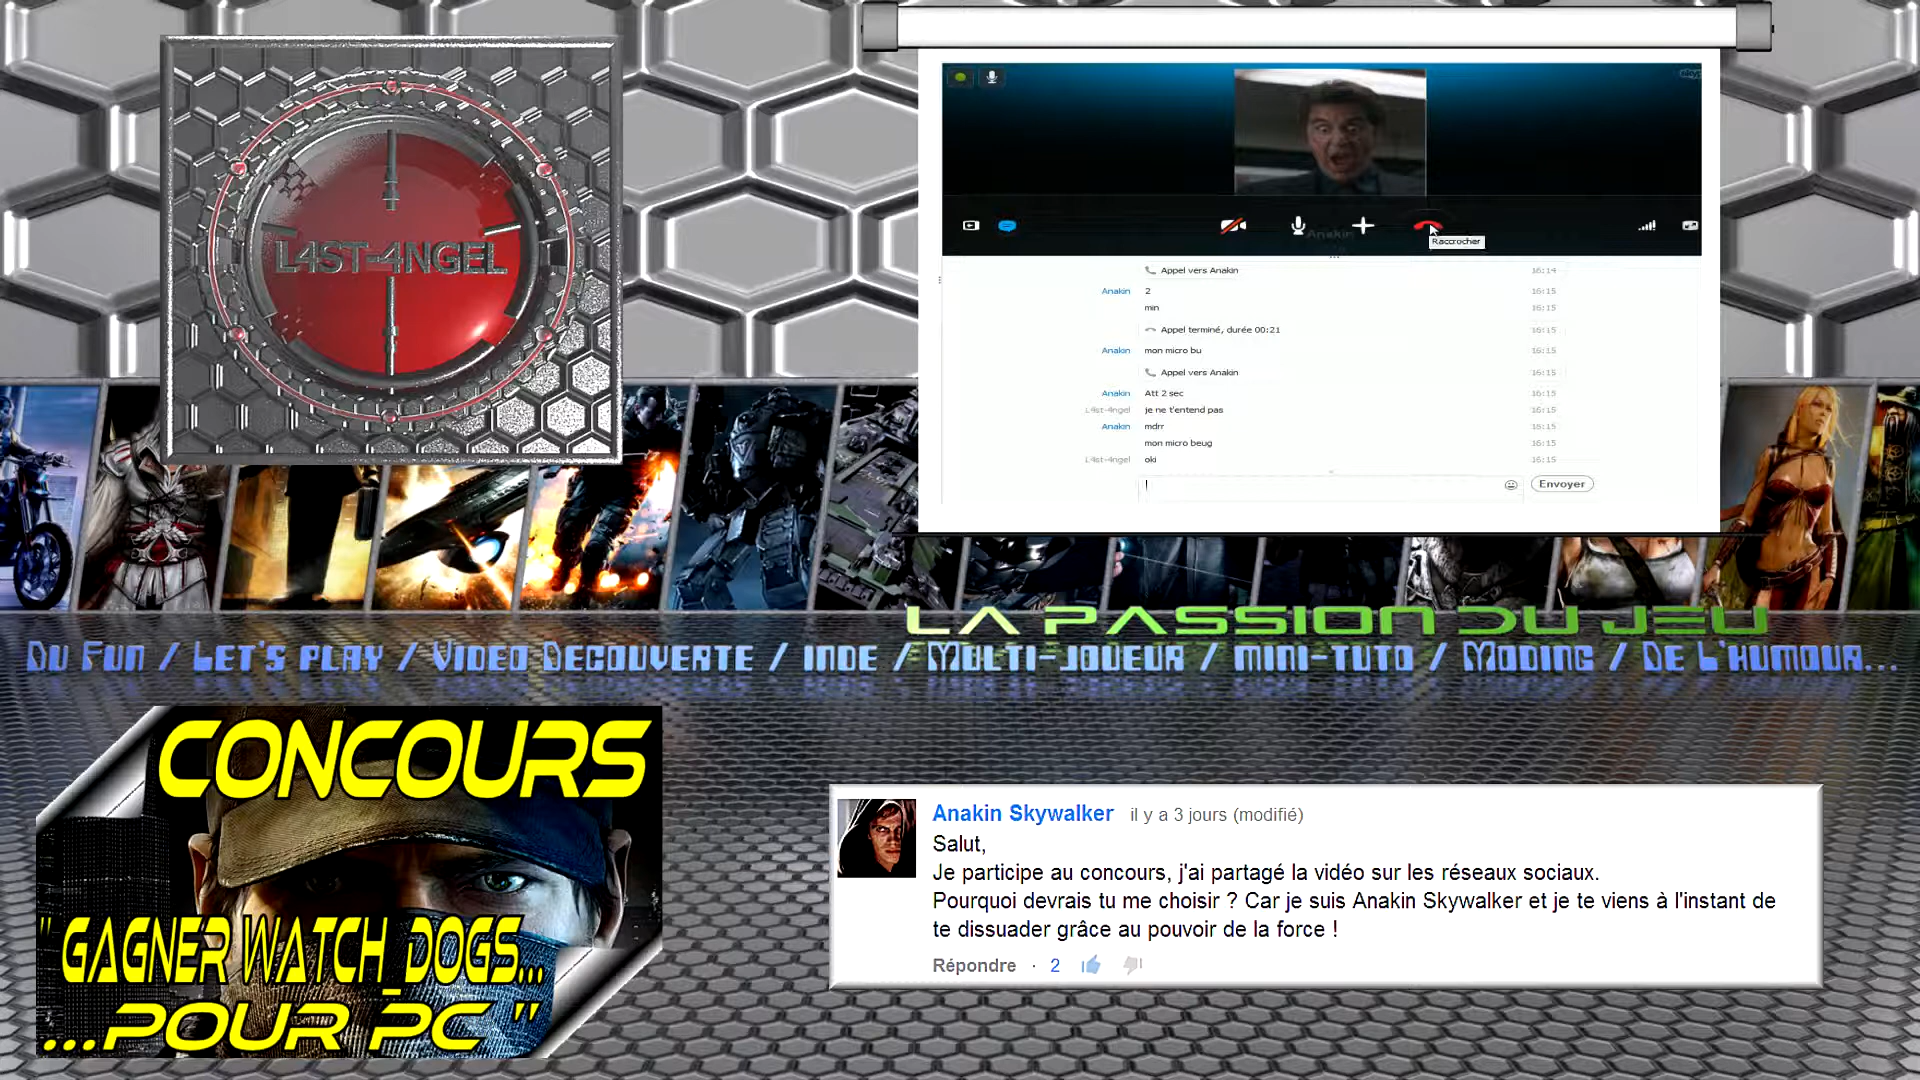 L4ST-4NGEL
Anakin
Raccrocher
Appel vers Anakin 16:14
Anakin 2 16:15
min 16:15
Appel terminé, durée 00:21 16:15
Anakin mon micro bu 16:15
Appel vers Anakin 16:15
Anakin Att 2 sec 16:15
L4st-4ngel je ne t'entend pas 16:15
Anakin mdrr 16:15
mon micro beug 16:15
L4st-4ngel oki 16:15
Envoyer
LA PASSION DU JEU
Du Fun / Let's play / Video Decouverte / inde / Multi-joueur / mini-tuto / Moding / De L'humour...
CONCOURS
" GAGNER WATCH_DOGS...
...POUR PC "
Anakin Skywalker il y a 3 jours (modifié)
Salut,
Je participe au concours, j'ai partagé la vidéo sur les réseaux sociaux.
Pourquoi devrais tu me choisir ? Car je suis Anakin Skywalker et je te viens à l'instant de
te dissuader grâce au pouvoir de la force !
Répondre · 2